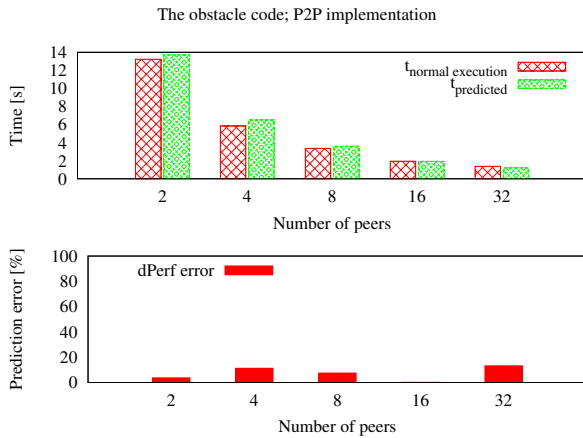 The obstacle code; P2P implementation
14
12
10
8
6
4
2
0
Time [s]
t_normal execution
t_predicted
2 4 8 16 32
Number of peers
100
80
60
40
20
0
Prediction error [%]
dPerf error
2 4 8 16 32
Number of peers